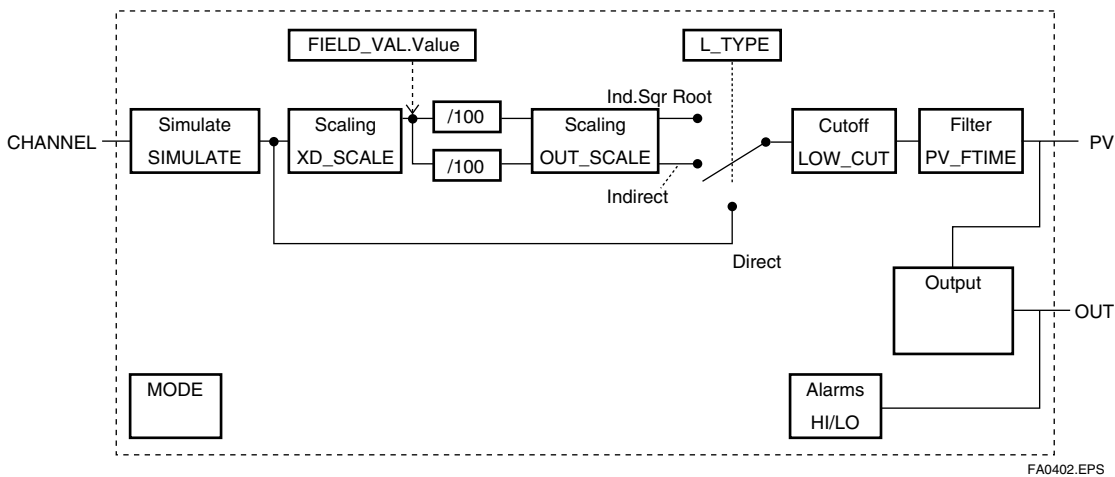 FIELD_VAL.Value
L_TYPE
Ind.Sqr Root
CHANNEL
Simulate
SIMULATE
Scaling
XD_SCALE
/100
/100
Scaling
OUT_SCALE
Indirect
Direct
Cutoff
LOW_CUT
Filter
PV_FTIME
PV
Output
OUT
MODE
Alarms
HI/LO
FA0402.EPS